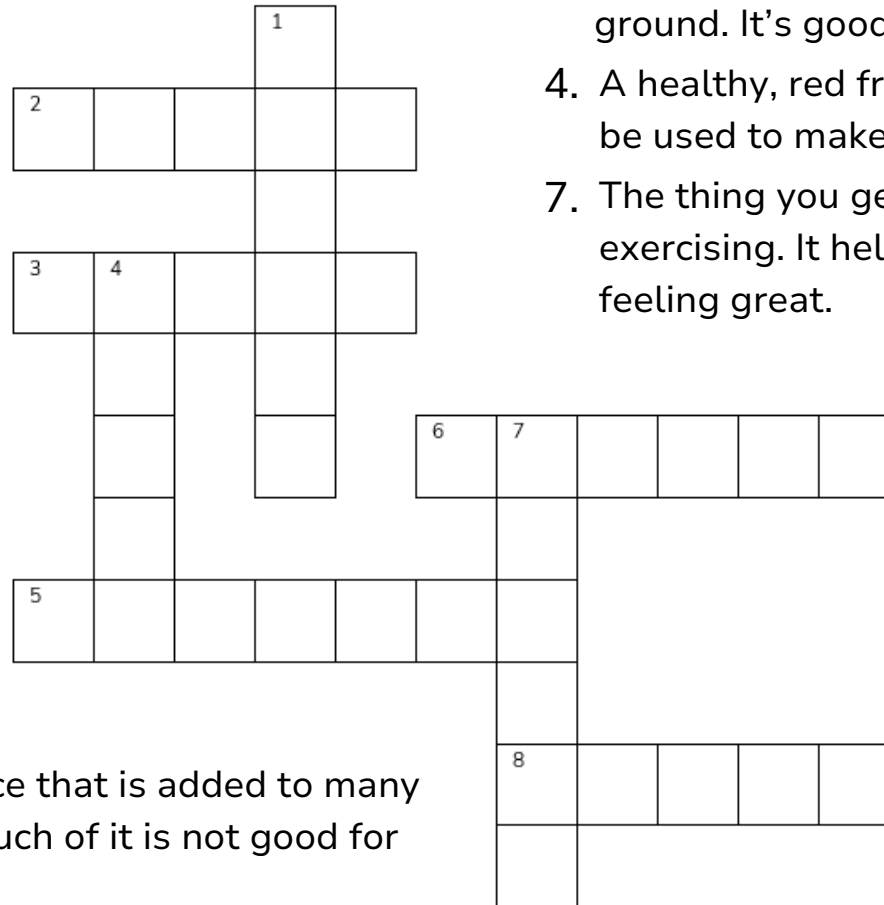 1
2
3 4
6 7
5
8
ground. It’s good
4. A healthy, red fr
be used to make
7. The thing you ge
exercising. It hel
feeling great.
ce that is added to many
uch of it is not good for